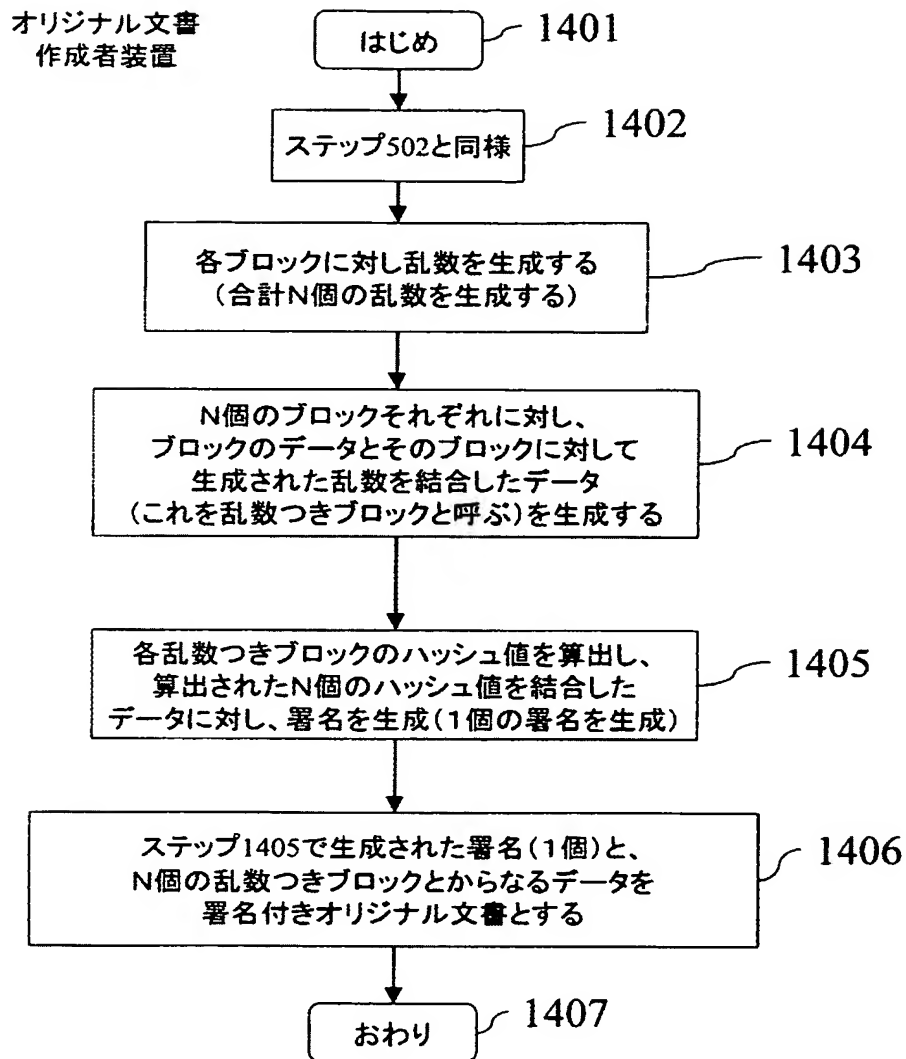 オリジナル文書
作成者装置
はじめ
1401
ステップ502と同様
1402
各ブロックに対し乱数を生成する
(合計N個の乱数を生成する)
1403
N個のブロックそれぞれに対し、
ブロックのデータとそのブロックに対して
生成された乱数を結合したデータ
(これを乱数つきブロックと呼ぶ)を生成する
1404
各乱数つきブロックのハッシュ値を算出し、
算出されたN個のハッシュ値を結合した
データに対し、署名を生成(1個の署名を生成)
1405
ステップ1405で生成された署名(1個)と、
N個の乱数つきブロックとからなるデータを
署名付きオリジナル文書とする
1406
おわり
1407